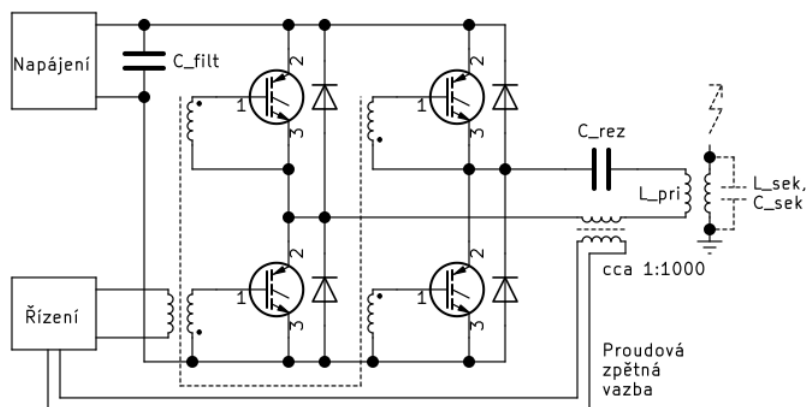 Napájení
C_filt
2
1
3
2
1
3
C_rez
L_pri
L_sek,
C_sek
2
1
3
2
1
3
cca 1:1000
Řízení
Proudová
zpětná
vazba